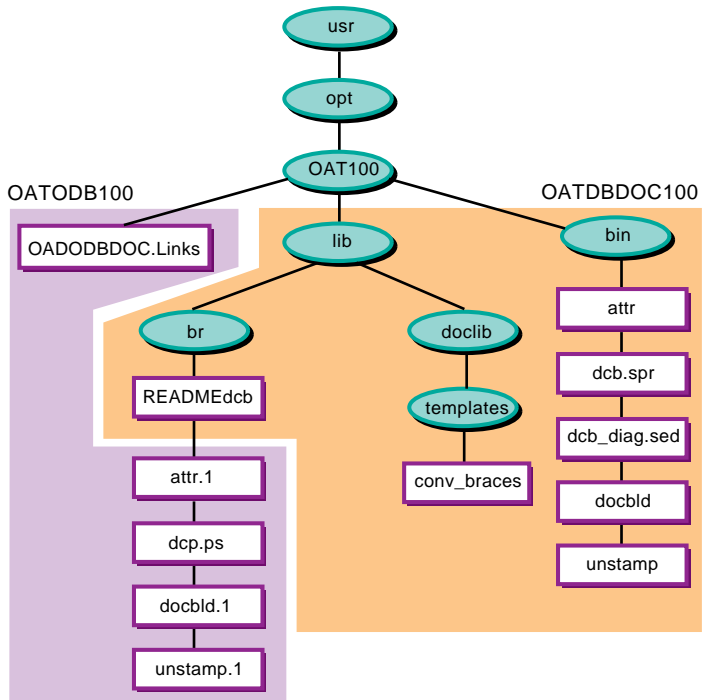 usr
opt
OAT100
OATODB100
OATDBDOC100
OADODBDOC.Links
lib
bin
br
doclib
attr
READMEdcb
templates
dcb.spr
attr.1
conv_braces
dcb_diag.sed
dcp.ps
docbld
docbld.1
unstamp
unstamp.1